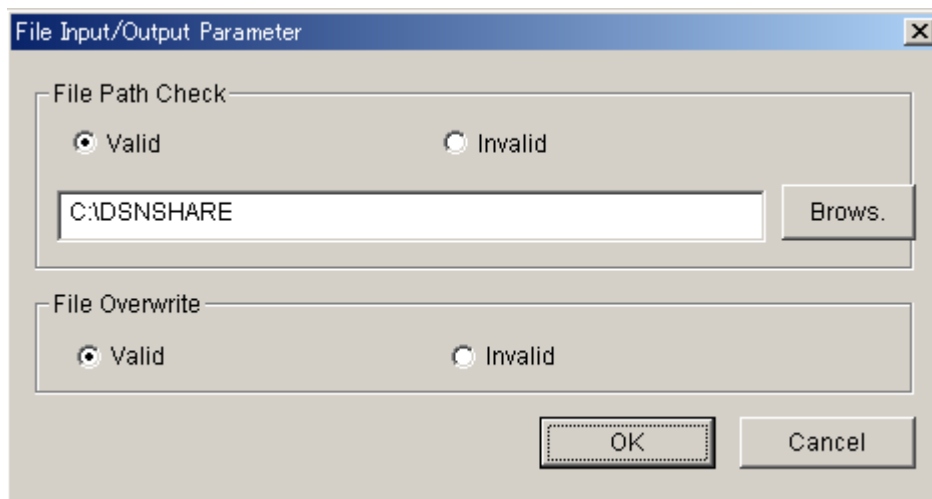 File Input/Output Parameter
File Path Check
Valid Invalid
C:\DSNSHARE Brows.
File Overwrite
Valid Invalid
OK Cancel